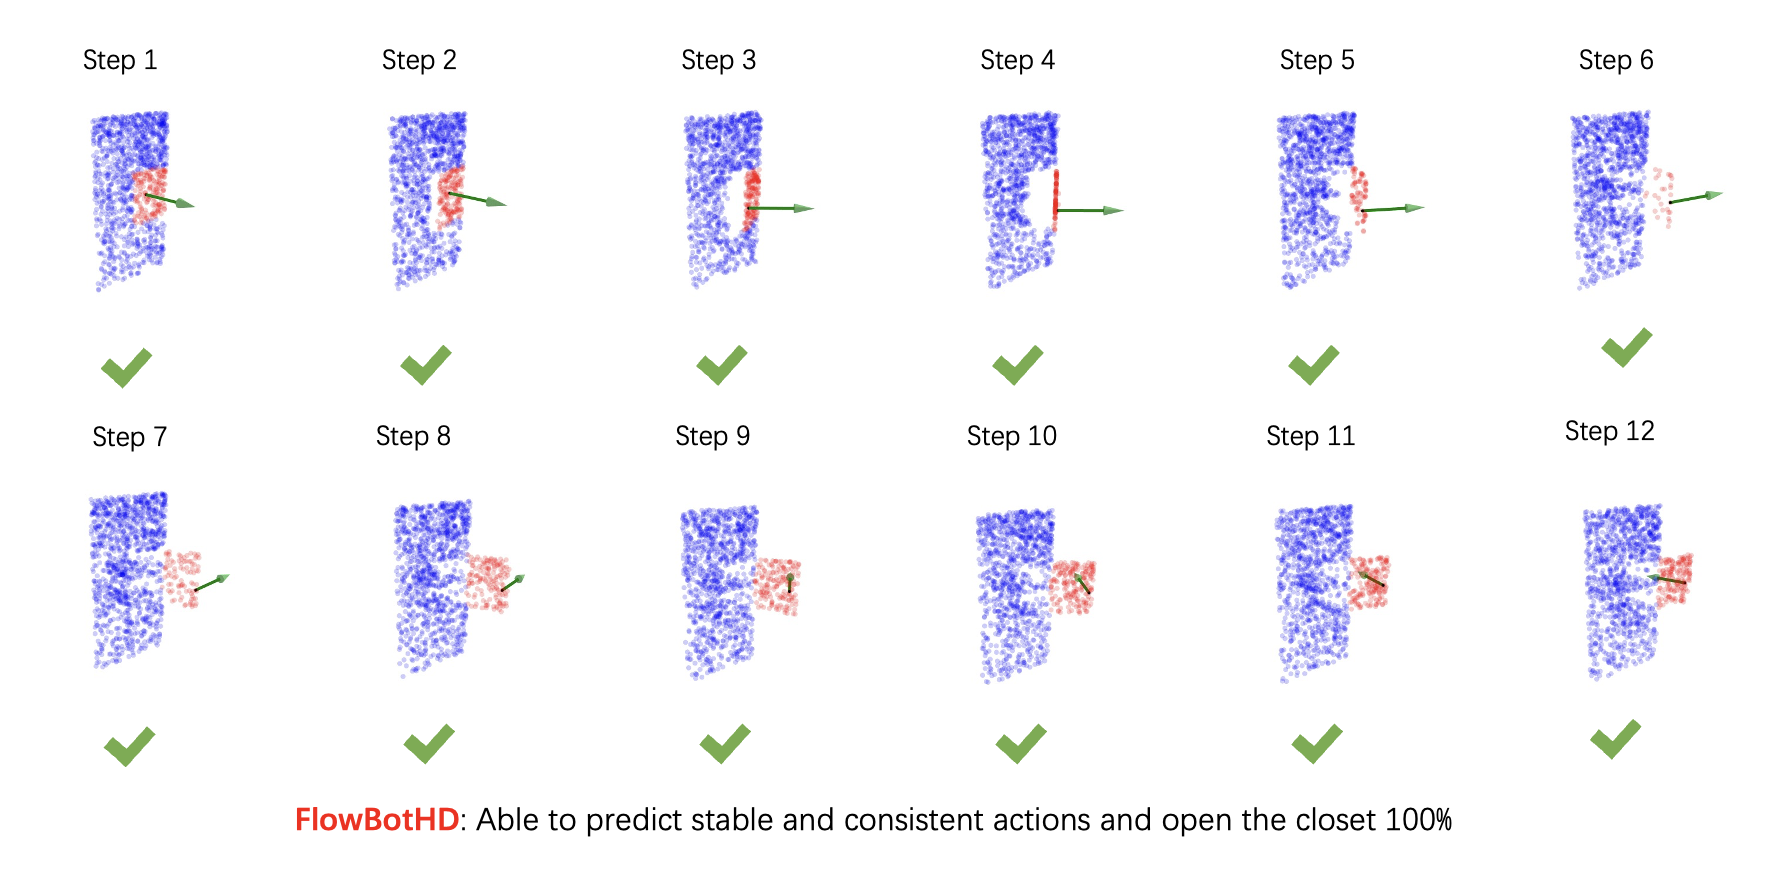 Step 1 Step 2 Step 3 Step 4 Step 5 Step 6
Step 7 Step 8 Step 9 Step 10 Step 11 Step 12
FlowBotHD: Able to predict stable and consistent actions and open the closet 100%